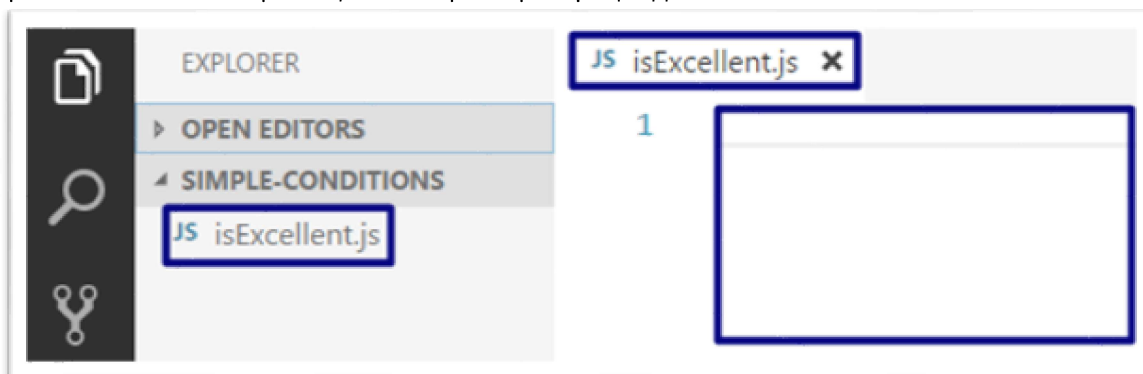 EXPLORER
OPEN EDITORS
SIMPLE-CONDITIONS
JS isExcellent.js
JS isExcellent.js ✕
1